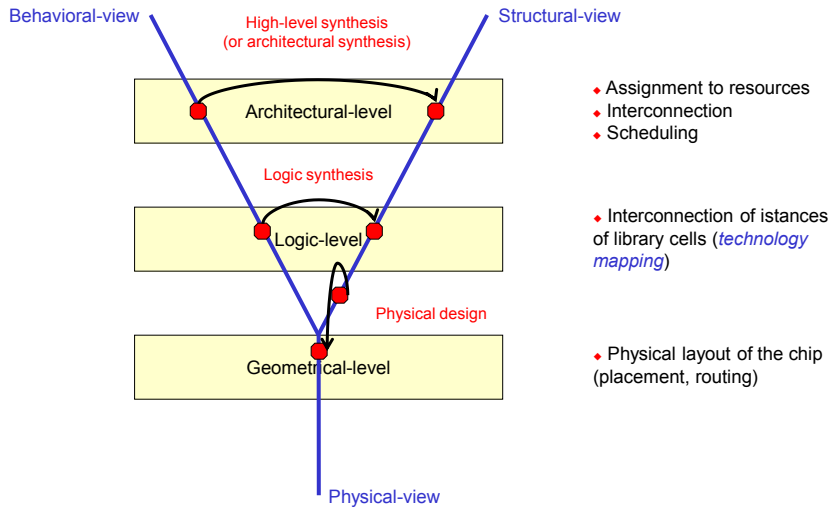 Behavioral-view
High-level synthesis
(or architectural synthesis)
Structural-view
Architectural-level
◆ Assignment to resources
◆ Interconnection
◆ Scheduling
Logic synthesis
Logic-level
◆ Interconnection of istances
of library cells (technology
mapping)
Physical design
Geometrical-level
◆ Physical layout of the chip
(placement, routing)
Physical-view